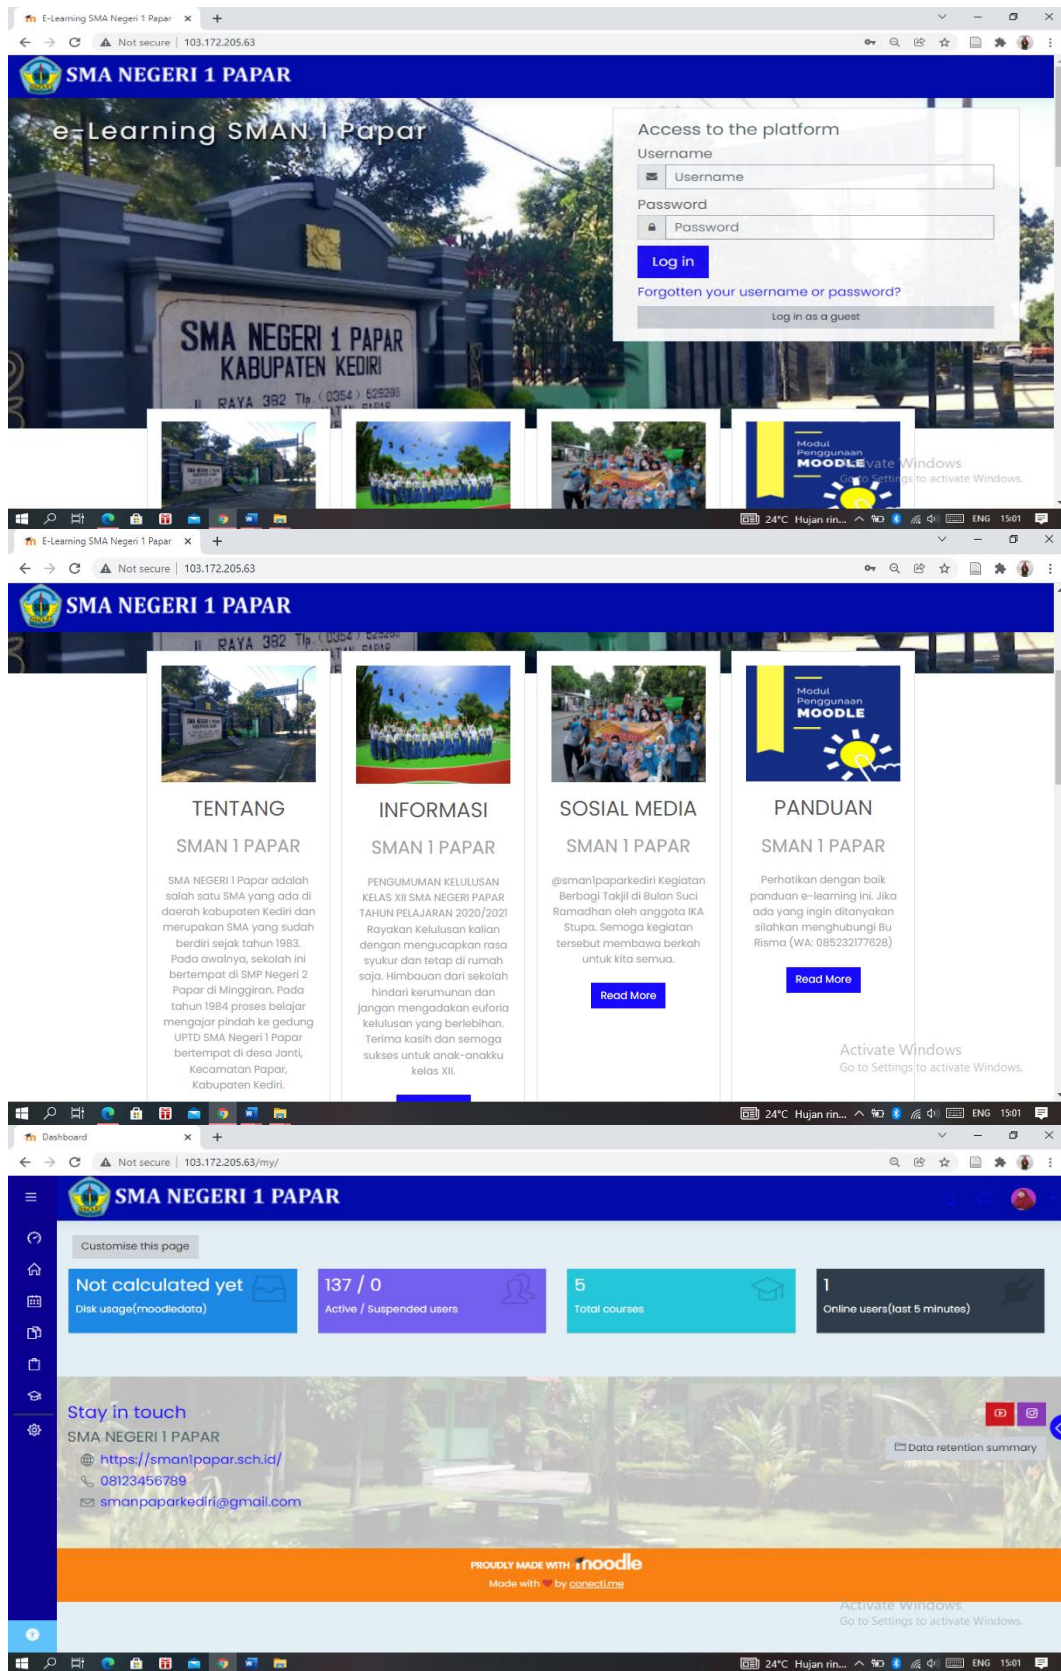 E-Learning SMA Negeri 1 Papar
Not secure | 103.172.205.63
SMA NEGERI 1 PAPAR
e-Learning SMAN 1 Papar
SMA NEGERI 1 PAPAR
KABUPATEN KEDIRI
RAYA 382 Tlp. (0354) 529289
Access to the platform
Username
Username
Password
Password
Log in
Forgotten your username or password?
Log in as a guest
Modul
Penggunaan
MOODLE
Activate Windows
Go to Settings to activate Windows.
24°C Hujan rin... ENG 15:01
E-Learning SMA Negeri 1 Papar
Not secure | 103.172.205.63
SMA NEGERI 1 PAPAR
RAYA 382 Tlp.
Modul
Penggunaan
MOODLE
TENTANG
SMAN 1 PAPAR
SMA NEGERI 1 Papar adalah
salah satu SMA yang ada di
daerah kabupaten Kediri dan
merupakan SMA yang sudah
berdiri sejak tahun 1983.
Pada awalnya, sekolah ini
bertempat di SMP Negeri 2
Papar di Minggiran. Pada
tahun 1984 proses belajar
mengajar pindah ke gedung
UPTD SMA Negeri 1 Papar
bertempat di desa Janti,
Kecamatan Papar,
Kabupaten Kediri.
INFORMASI
SMAN 1 PAPAR
PENGUMUMAN KELULUSAN
KELAS XII SMA NEGERI PAPAR
TAHUN PELAJARAN 2020/2021
Rayakan Kelulusan kalian
dengan mengucapkan rasa
syukur dan tetap di rumah
saja. Himbauan dari sekolah
hindari kerumunan dan
jangan mengadakan euforia
kelulusan yang berlebihan.
Terima kasih dan semoga
sukses untuk anak-anakku
kelas XII.
SOSIAL MEDIA
SMAN 1 PAPAR
@sman1paparkediri Kegiatan
Berbagi Takjil di Bulan Suci
Ramadhan oleh anggota IKA
Stupa. Semoga kegiatan
tersebut membawa berkah
untuk kita semua.
Read More
PANDUAN
SMAN 1 PAPAR
Perhatikan dengan baik
panduan e-learning ini. Jika
ada yang ingin ditanyakan
silahkan menghubungi Bu
Risma (WA: 085232177628)
Read More
Activate Windows
Go to Settings to activate Windows.
24°C Hujan rin... ENG 15:01
Dashboard
Not secure | 103.172.205.63/my/
SMA NEGERI 1 PAPAR
Customise this page
Not calculated yet
Disk usage(moodledata)
137 / 0
Active / Suspended users
5
Total courses
1
Online users(last 5 minutes)
Stay in touch
SMA NEGERI 1 PAPAR
https://sman1papar.sch.id/
08123456789
smanpaparkediri@gmail.com
Data retention summary
PROUDLY MADE WITH moodle
Made with by conecti.me
Activate Windows
Go to Settings to activate Windows.
24°C Hujan rin... ENG 15:01